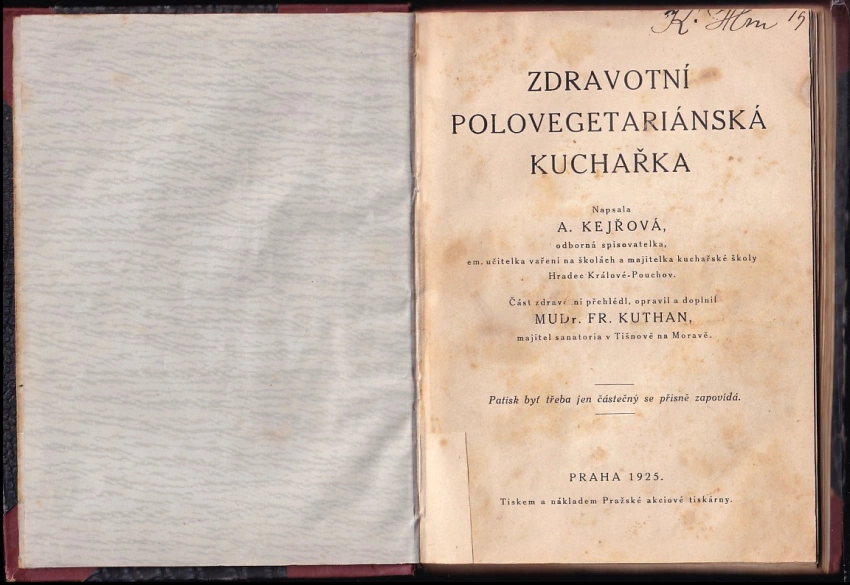 ZDRAVOTNÍ
POLOVEGETARIÁNSKÁ
KUCHAŘKA
Napsala
A. KEJŘOVÁ,
odborná spisovatelka,
em. učitelka vaření na školách a majitelka kuchařské školy
Hradec Králové-Pouchov.
Část zdravotní přehlédl, opravil a doplnil
MUDr. FR. KUTHAN,
majitel sanatoria v Tišnově na Moravě.
Patisk byť třeba jen částečný se přísně zapovídá.
PRAHA 1925.
Tiskem a nákladem Pražské akciové tiskárny.